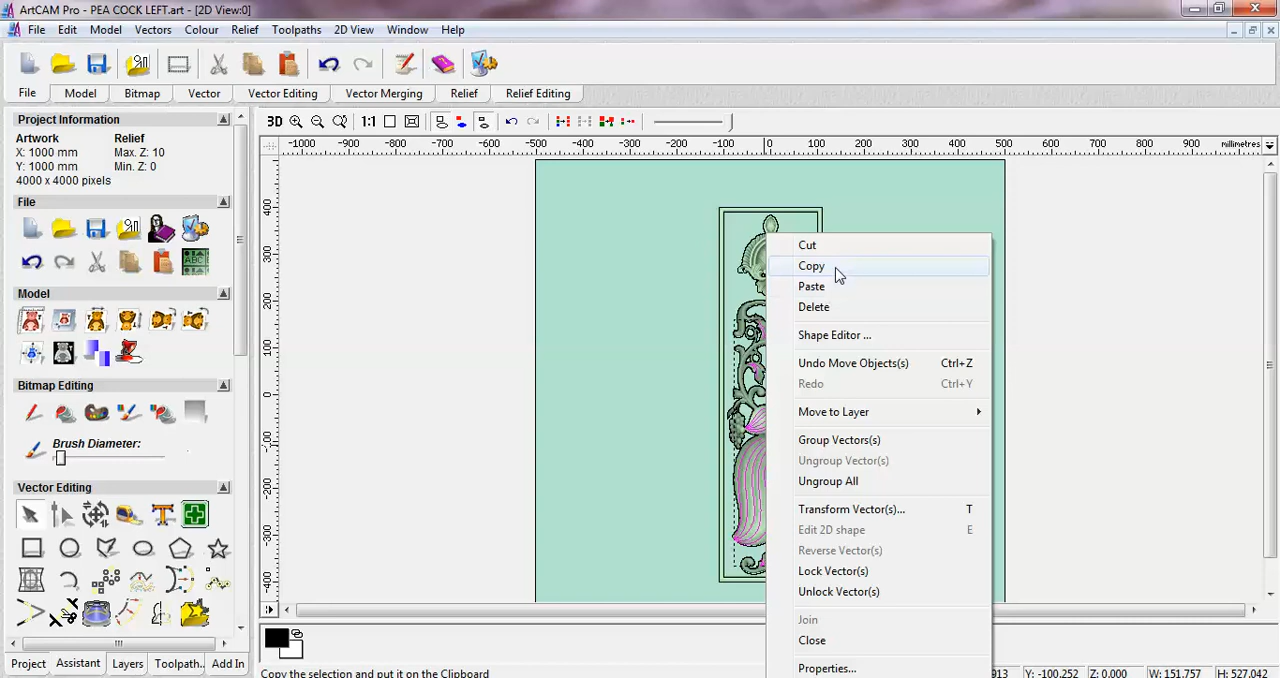 ArtCAM Pro - PEA COCK LEFT.art - [2D View:0]
File Edit Model Vectors Colour Relief Toolpaths 2D View Window Help
File Model Bitmap Vector Vector Editing Vector Merging Relief Relief Editing
Project Information
Artwork Relief
X: 1000 mm Max. Z: 10
Y: 1000 mm Min. Z: 0
4000 x 4000 pixels
File
Model
Bitmap Editing
Brush Diameter:
Vector Editing
Project Assistant Layers Toolpath.. Add In
3D 1:1
-1000 -900 -800 -700 -600 -500 -400 -300 -200 -100 0 100 200 300 400 500 600 700 800 900 millimetres
400
300
200
100
0
-100
-200
-300
-400
Cut
Copy
Paste
Delete
Shape Editor ...
Undo Move Objects(s) Ctrl+Z
Redo Ctrl+Y
Move to Layer
Group Vectors(s)
Ungroup Vector(s)
Ungroup All
Transform Vector(s)... T
Edit 2D shape E
Reverse Vector(s)
Lock Vector(s)
Unlock Vector(s)
Join
Close
Properties...
Copy the selection and put it on the Clipboard
913 Y: -100.252 Z: 0.000 W: 151.757 H: 527.042